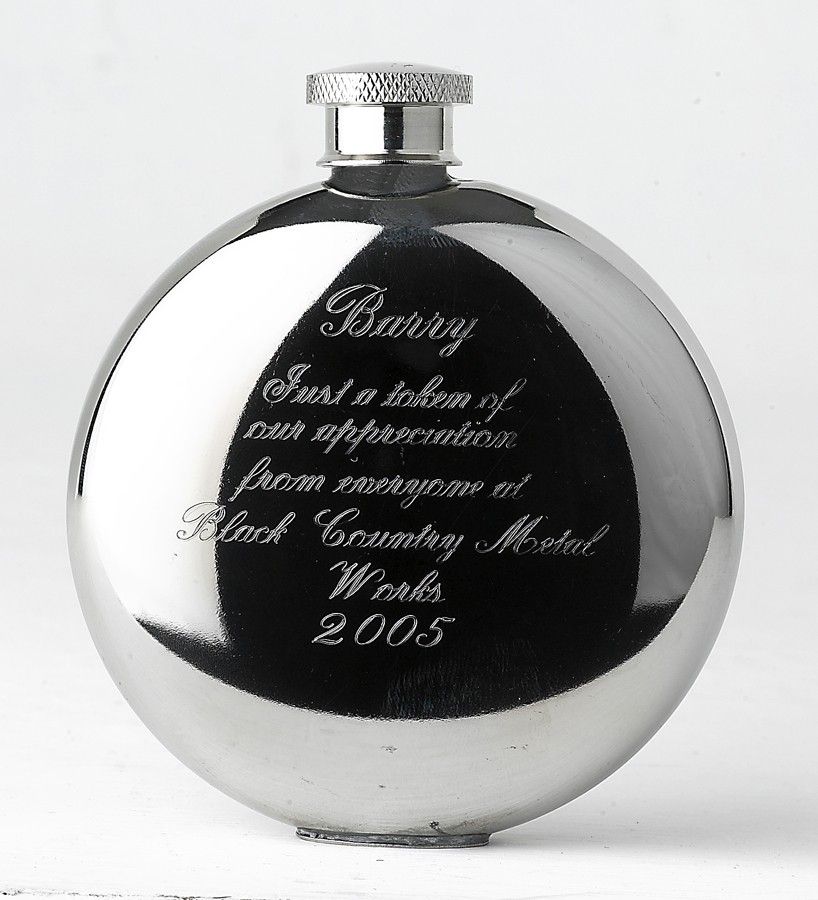 Barry
Just a token of
our appreciation
from everyone at
Black Country Metal
Works
2005